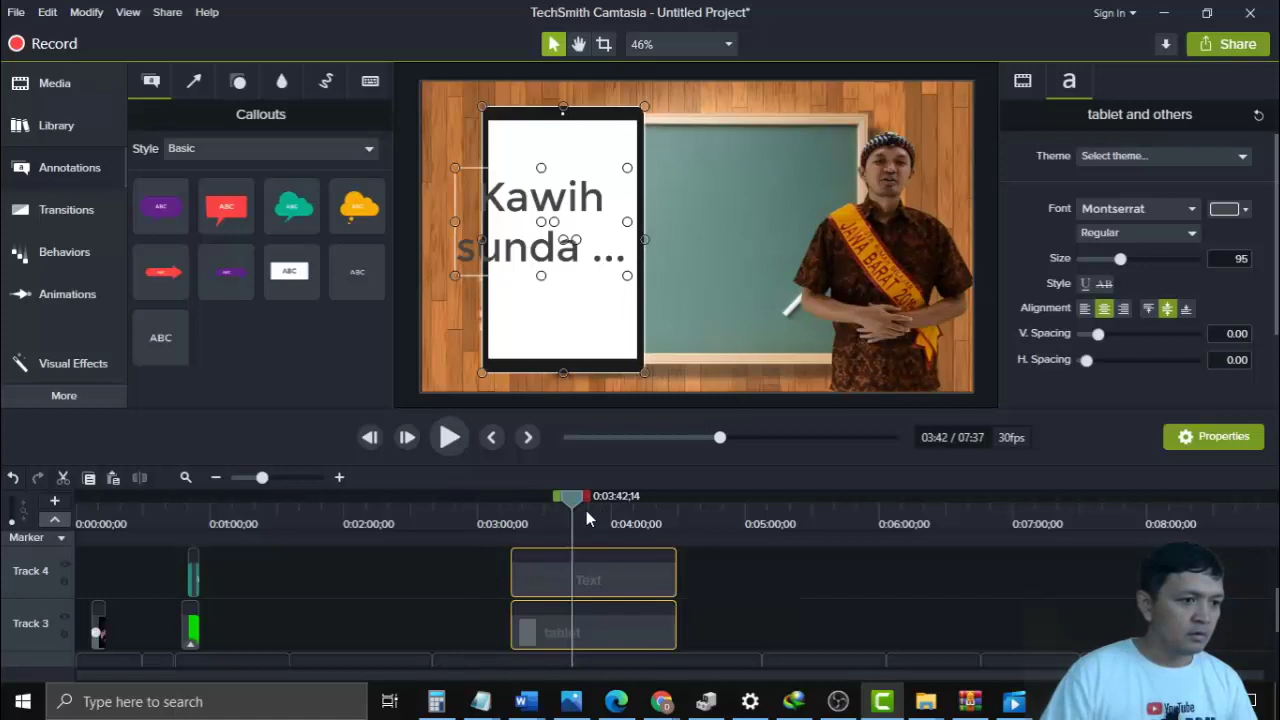 File Edit Modify View Share Help
TechSmith Camtasia - Untitled Project*
Sign In
Record
46%
Share
Media
Library
Annotations
Transitions
Behaviors
Animations
Visual Effects
More
Callouts
Style Basic
ABC ABC ABC ABC
ABC ABC ABC
ABC
Kawih
sunda ...
JAWA BARAT
a
tablet and others
Theme Select theme...
Font Montserrat
Regular
Size 95
Style U AB
Alignment
V. Spacing 0.00
H. Spacing 0.00
03:42 / 07:37 30fps
Properties
0:03:42;14
0:00:00;00 0:01:00;00 0:02:00;00 0:03:00;00 0:04:00;00 0:05:00;00 0:06:00;00 0:07:00;00 0:08:00;00
Marker
Track 4
Text
Track 3
tablet
Type here to search
YouTube